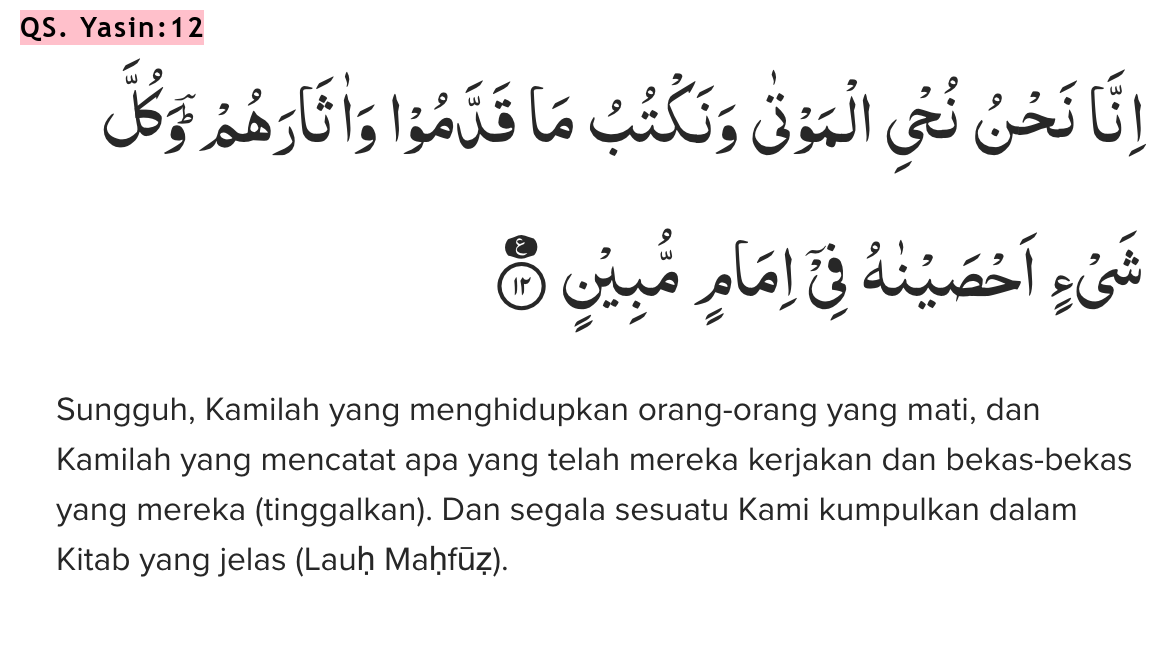 QS. Yasin:12
اِنَّا نَحْنُ نُحْيِ الْمَوْتٰى وَنَكْتُبُ مَا قَدَّمُوْا وَاٰثَارَهُمْۗ وَكُلَّ
شَيْءٍ اَحْصَيْنٰهُ فِيْٓ اِمَامٍ مُّبِيْنٍ ࣖ ١٢
Sungguh, Kamilah yang menghidupkan orang-orang yang mati, dan
Kamilah yang mencatat apa yang telah mereka kerjakan dan bekas-bekas
yang mereka (tinggalkan). Dan segala sesuatu Kami kumpulkan dalam
Kitab yang jelas (Lauḥ Maḥfūẓ).